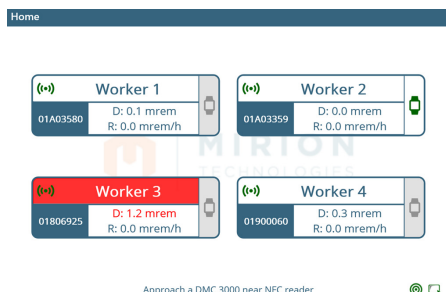 Home
Worker 1
01A03580
D: 0.1 mrem
R: 0.0 mrem/h
Worker 2
01A03359
D: 0.0 mrem
R: 0.0 mrem/h
MIRION
TECHNOLOGIES
Worker 3
01806925
D: 1.2 mrem
R: 0.0 mrem/h
Worker 4
01900060
D: 0.3 mrem
R: 0.0 mrem/h
Approach a DMC 3000 near NFC reader